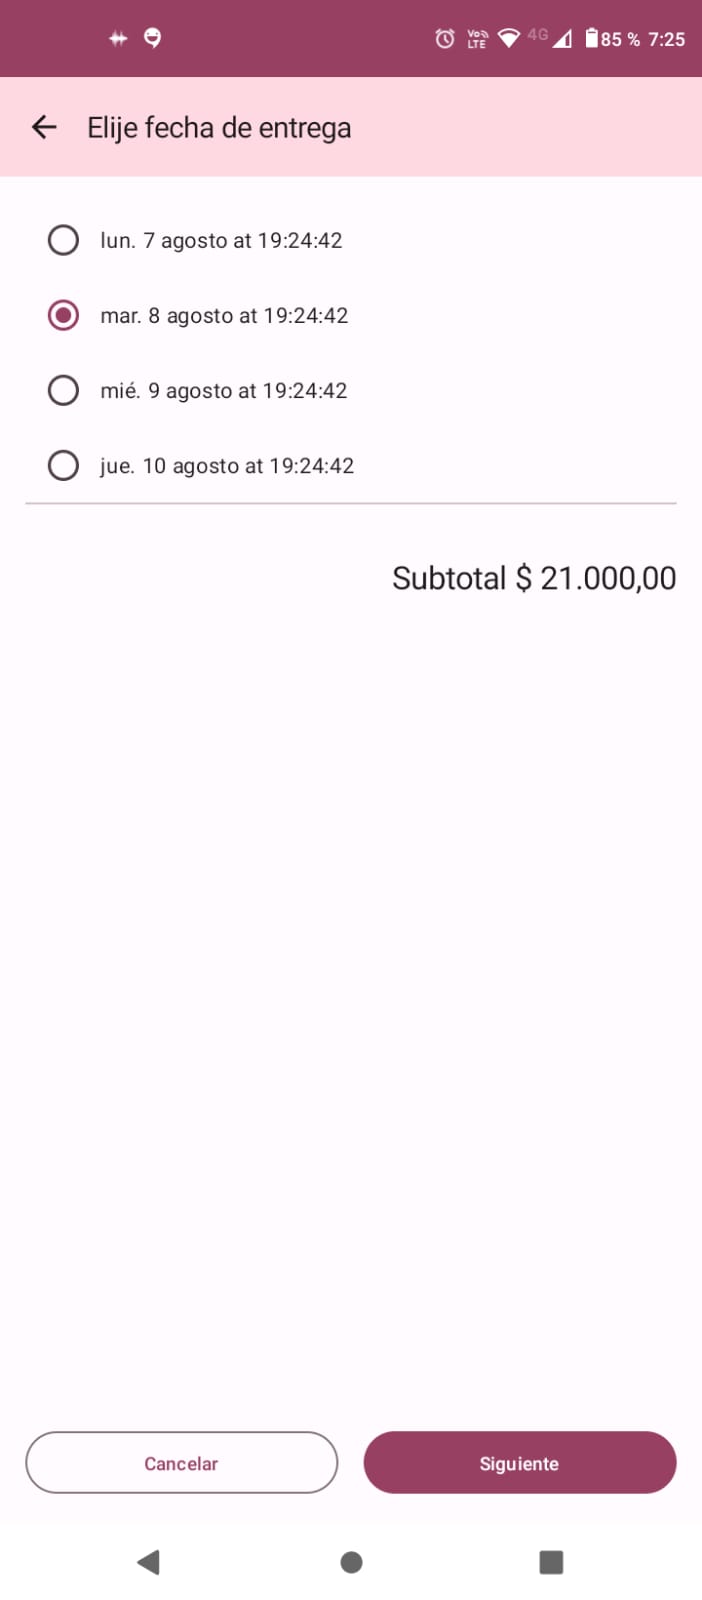 Vo)) 4G 85 % 7:25
LTE
Elije fecha de entrega
lun. 7 agosto at 19:24:42
mar. 8 agosto at 19:24:42
mié. 9 agosto at 19:24:42
jue. 10 agosto at 19:24:42
Subtotal $ 21.000,00
Cancelar
Siguiente